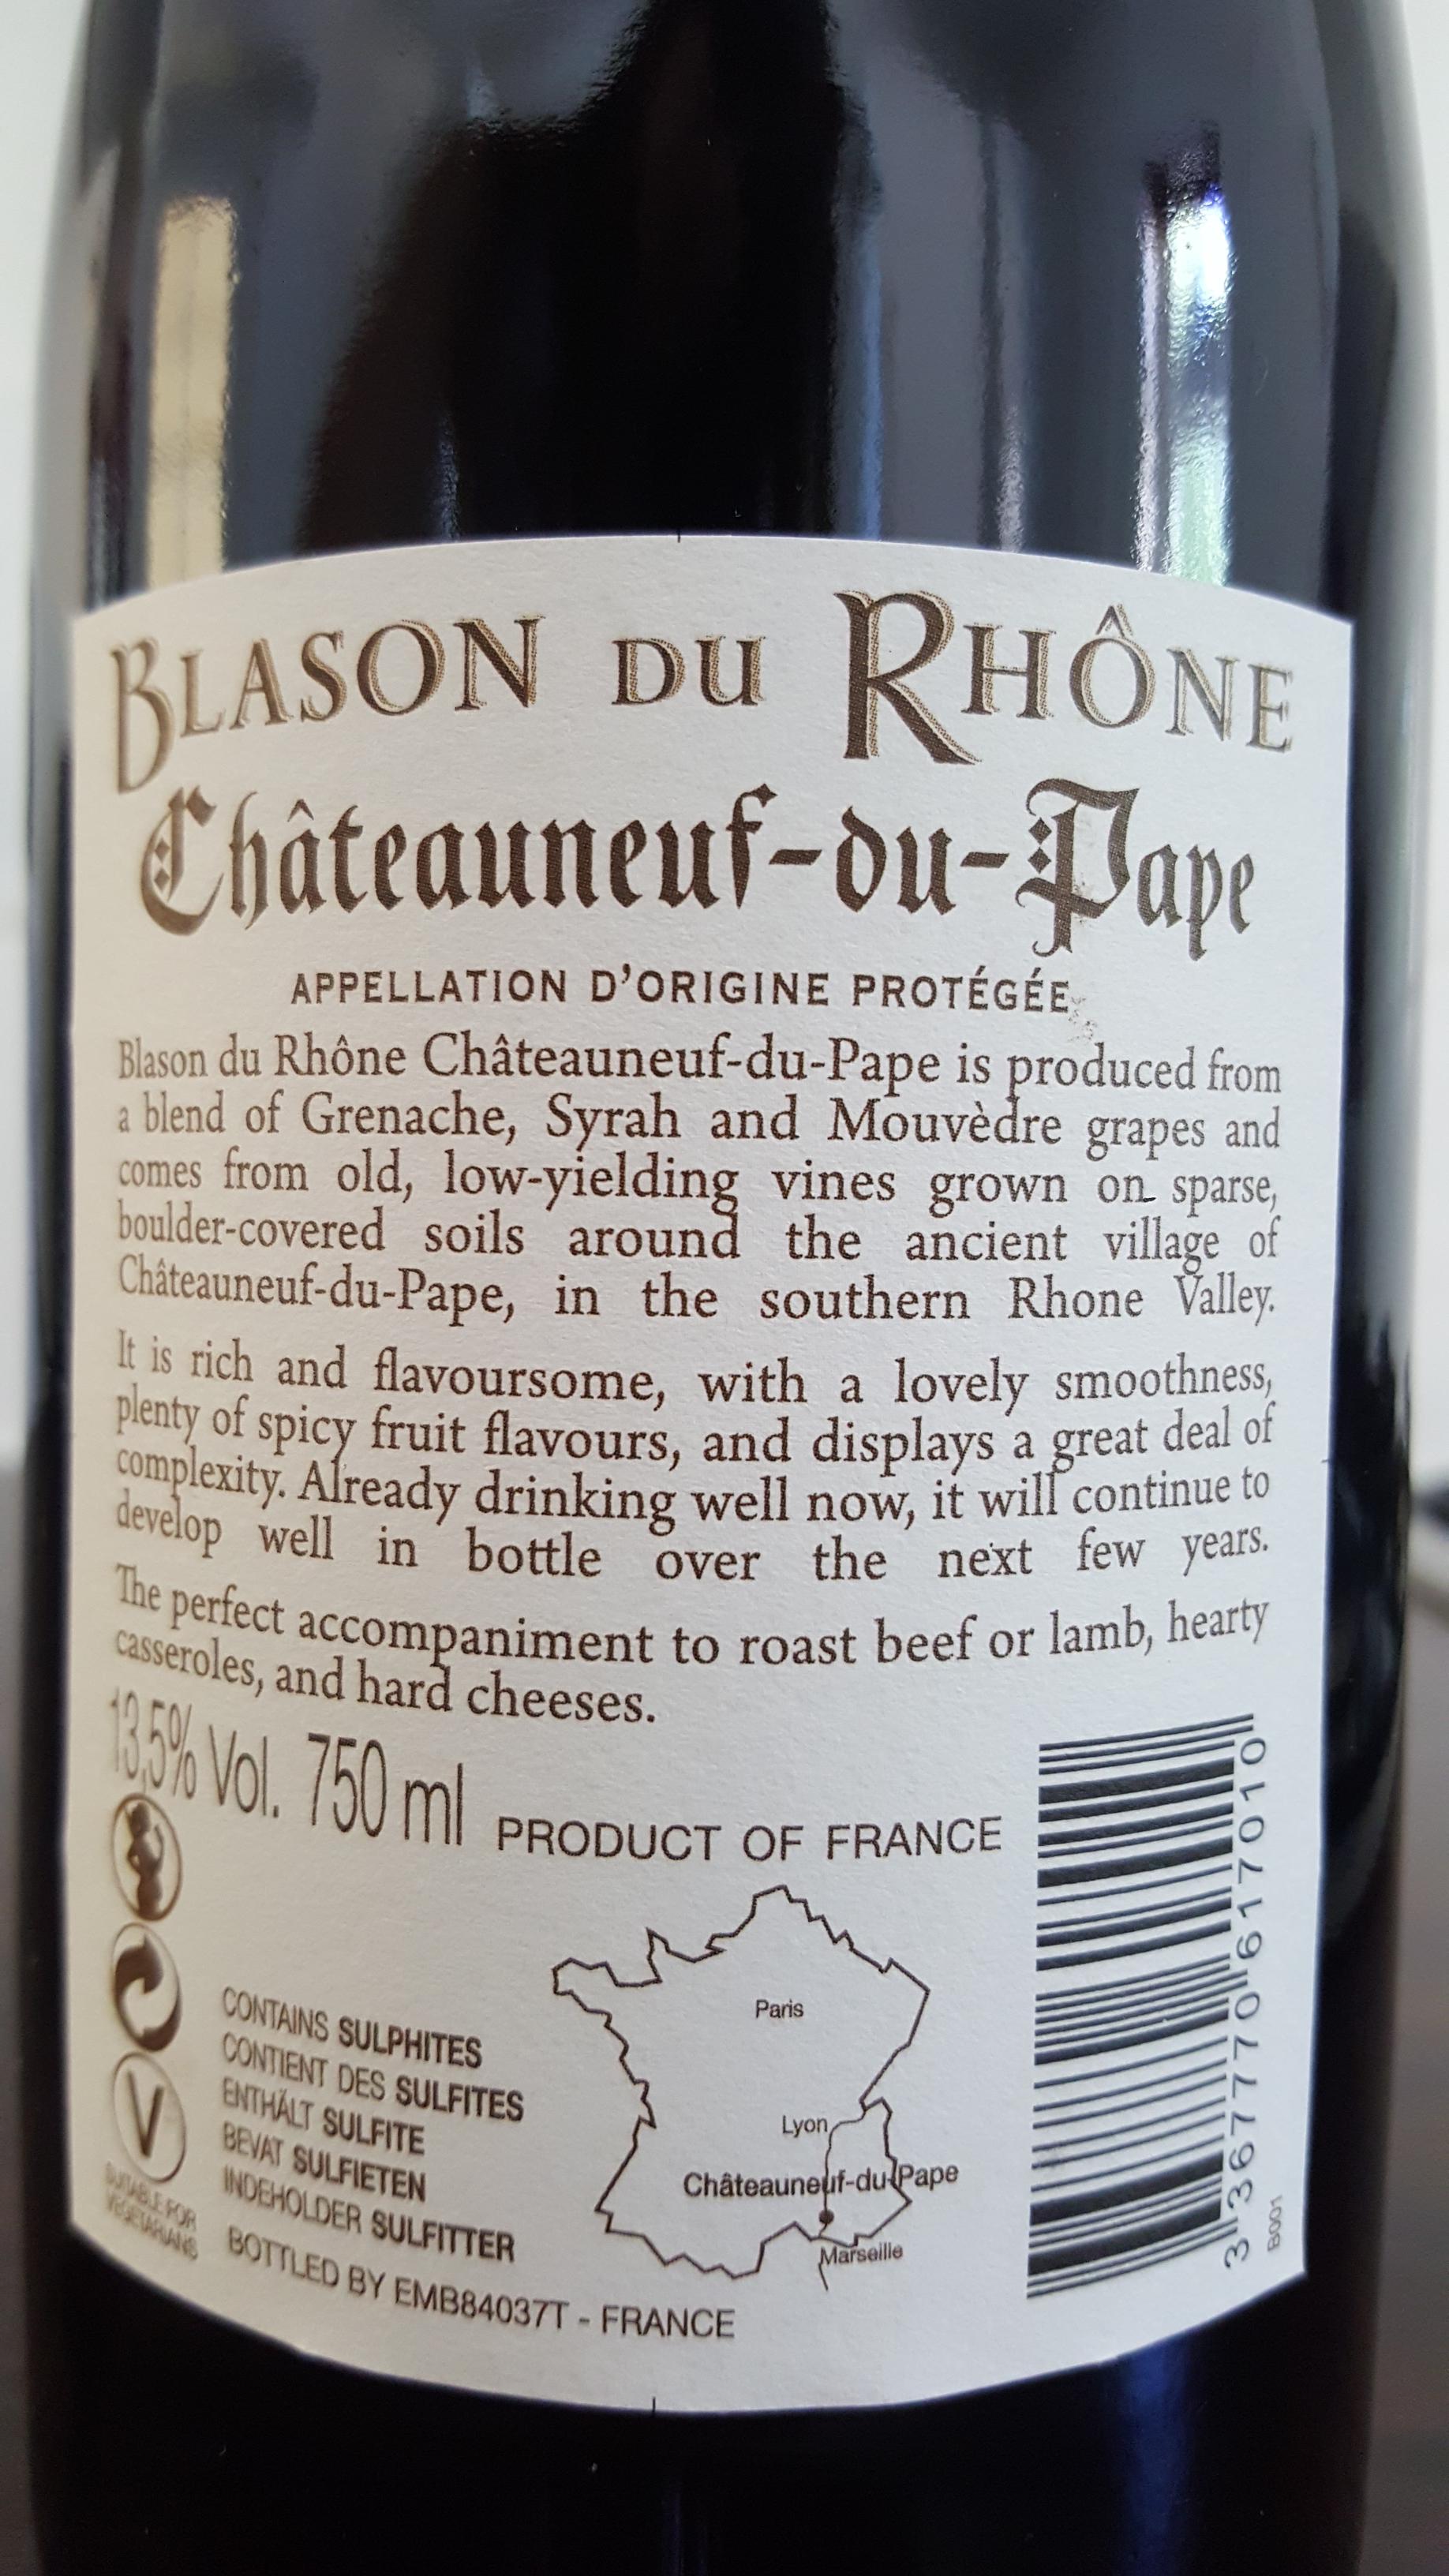 BLASON DU RHÔNE
Châteauneuf-du-Pape
APPELLATION D'ORIGINE PROTÉGÉE
Blason du Rhône Châteauneuf-du-Pape is produced from
a blend of Grenache, Syrah and Mouvèdre grapes and
comes from old, low-yielding vines grown on sparse,
boulder-covered soils around the ancient village of
Châteauneuf-du-Pape, in the southern Rhone Valley.
It is rich and flavoursome, with a lovely smoothness,
plenty of spicy fruit flavours, and displays a great deal of
complexity. Already drinking well now, it will continue to
develop well in bottle over the next few years.
The perfect accompaniment to roast beef or lamb, hearty
casseroles, and hard cheeses.
13,5% Vol. 750 ml
PRODUCT OF FRANCE
Paris
Lyon
Châteauneuf-du-Pape
Marseille
CONTAINS SULPHITES
CONTIENT DES SULFITES
ENTHÄLT SULFITE
BEVAT SULFIETEN
INDEHOLDER SULFITTER
V
SUITABLE FOR
VEGETARIANS
BOTTLED BY EMB84037T - FRANCE
3 367770 617010
B001